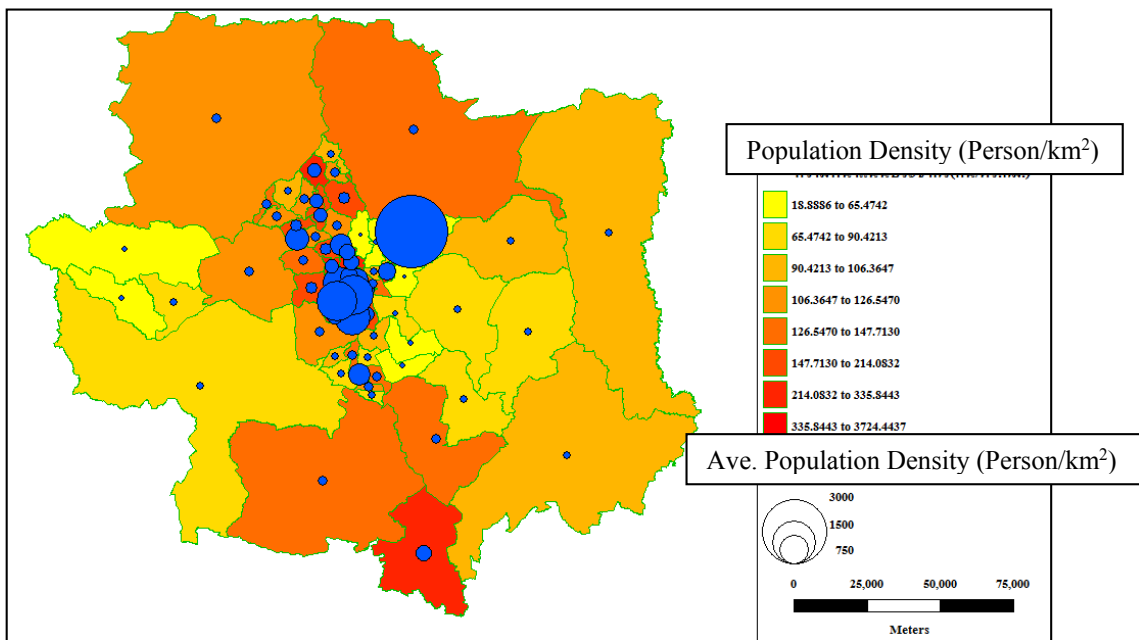 Population Density (Person/km²)
18.8886 to 65.4742
65.4742 to 90.4213
90.4213 to 106.3647
106.3647 to 126.5470
126.5470 to 147.7130
147.7130 to 214.0832
214.0832 to 335.8443
335.8443 to 3724.4437
Ave. Population Density (Person/km²)
3000
1500
750
0 25,000 50,000 75,000
Meters